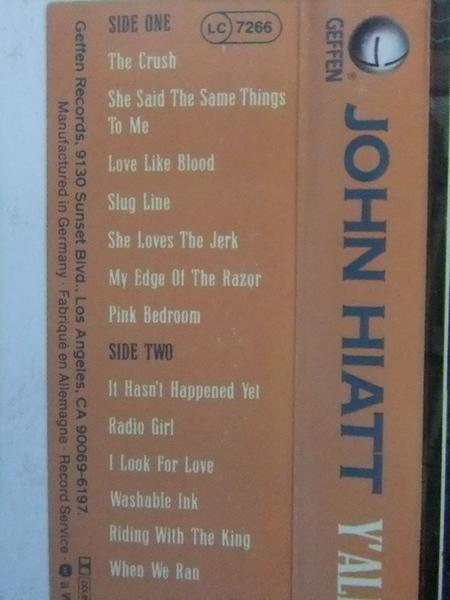 SIDE ONE
LC 7266
The Crush
She Said The Same Things
To Me
Love Like Blood
Slug Line
She Loves The Jerk
My Edge Of The Razor
Pink Bedroom
SIDE TWO
It Hasn't Happened Yet
Radio Girl
I Look For Love
Washable Ink
Riding With The King
When We Ran
GEFFEN®
JOHN HIATT Y'AL
Geffen Records, 9130 Sunset Blvd., Los Angeles, CA 90069-6197.
Manufactured in Germany · Fabriqué en Allemagne · Record Service · a